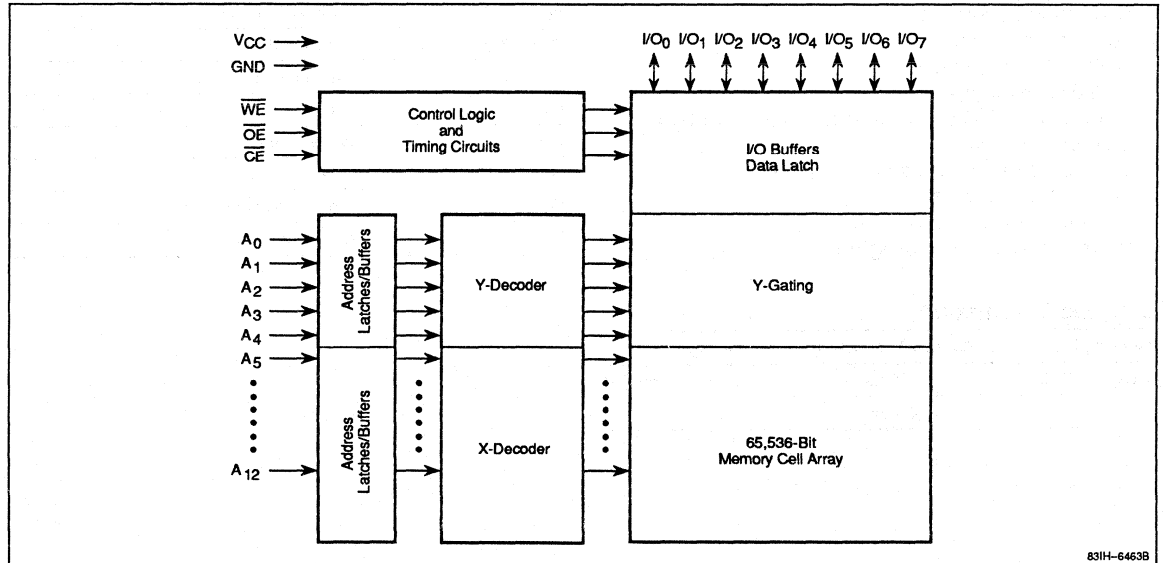 VCC
GND
I/O0 I/O1 I/O2 I/O3 I/O4 I/O5 I/O6 I/O7
WE
OE
CE
Control Logic
and
Timing Circuits
I/O Buffers
Data Latch
A0
A1
A2
A3
A4
Address
Latches/Buffers
Y-Decoder
Y-Gating
A5
A12
Address
Latches/Buffers
X-Decoder
65,536-Bit
Memory Cell Array
83IH-6463B